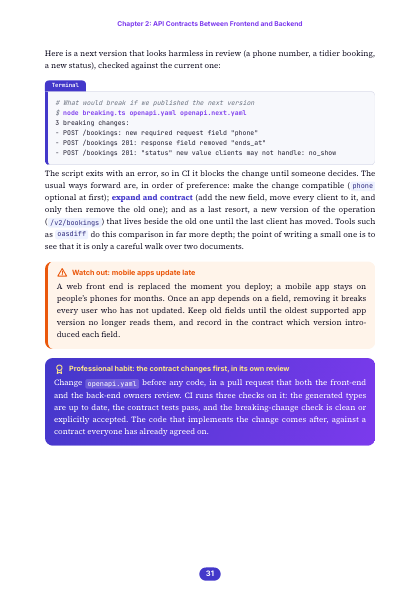 Chapter 2: API Contracts Between Frontend and Backend
Here is a next version that looks harmless in review (a phone number, a tidier booking,
a new status), checked against the current one:
Terminal
# What would break if we published the next version
$ node breaking.ts openapi.yaml openapi.next.yaml
3 breaking changes:
- POST /bookings: new required request field "phone"
- POST /bookings 201: response field removed "ends_at"
- POST /bookings 201: "status" new value clients may not handle: no_show
The script exits with an error, so in CI it blocks the change until someone decides. The
usual ways forward are, in order of preference: make the change compatible ( phone
optional at first); expand and contract (add the new field, move every client to it, and
only then remove the old one); and as a last resort, a new version of the operation
( /v2/bookings ) that lives beside the old one until the last client has moved. Tools such
as oasdiff do this comparison in far more depth; the point of writing a small one is to
see that it is only a careful walk over two documents.
Watch out: mobile apps update late
A web front end is replaced the moment you deploy; a mobile app stays on
people's phones for months. Once an app depends on a field, removing it breaks
every user who has not updated. Keep old fields until the oldest supported app
version no longer reads them, and record in the contract which version intro-
duced each field.
Professional habit: the contract changes first, in its own review
Change openapi.yaml before any code, in a pull request that both the front-end
and the back-end owners review. CI runs three checks on it: the generated types
are up to date, the contract tests pass, and the breaking-change check is clean or
explicitly accepted. The code that implements the change comes after, against a
contract everyone has already agreed on.
31